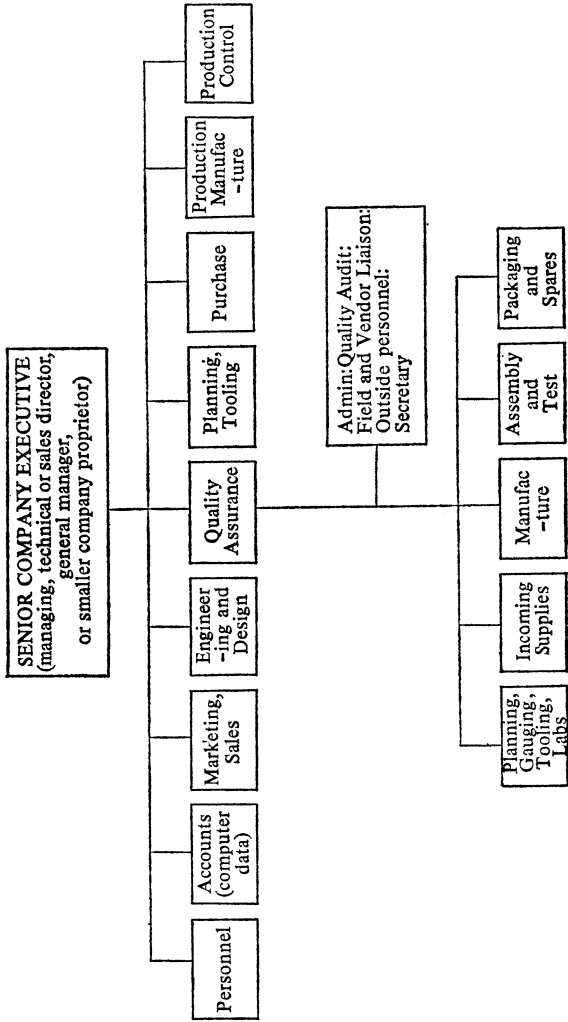 SENIOR COMPANY EXECUTIVE
(managing, technical or sales director,
general manager,
or smaller company proprietor)
Personnel
Accounts
(computer
data)
Marketing,
Sales
Engineer
-ing and
Design
Quality
Assurance
Planning,
Tooling
Purchase
Production
Manufac
-ture
Production
Control
Admin: Quality Audit:
Field and Vendor Liaison:
Outside personnel:
Secretary
Planning,
Gauging,
Tooling,
Labs
Incoming
Supplies
Manufac
-ture
Assembly
and
Test
Packaging
and
Spares